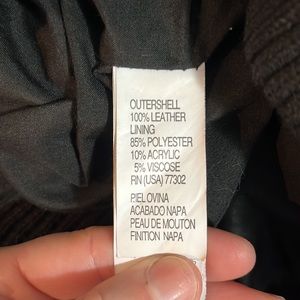 OUTERSHELL
100% LEATHER
LINING
85% POLYESTER
10% ACRYLIC
5% VISCOSE
RN (USA) 77302
PIEL OVINA
ACABADO NAPA
PEAU DE MOUTON
FINITION NAPA